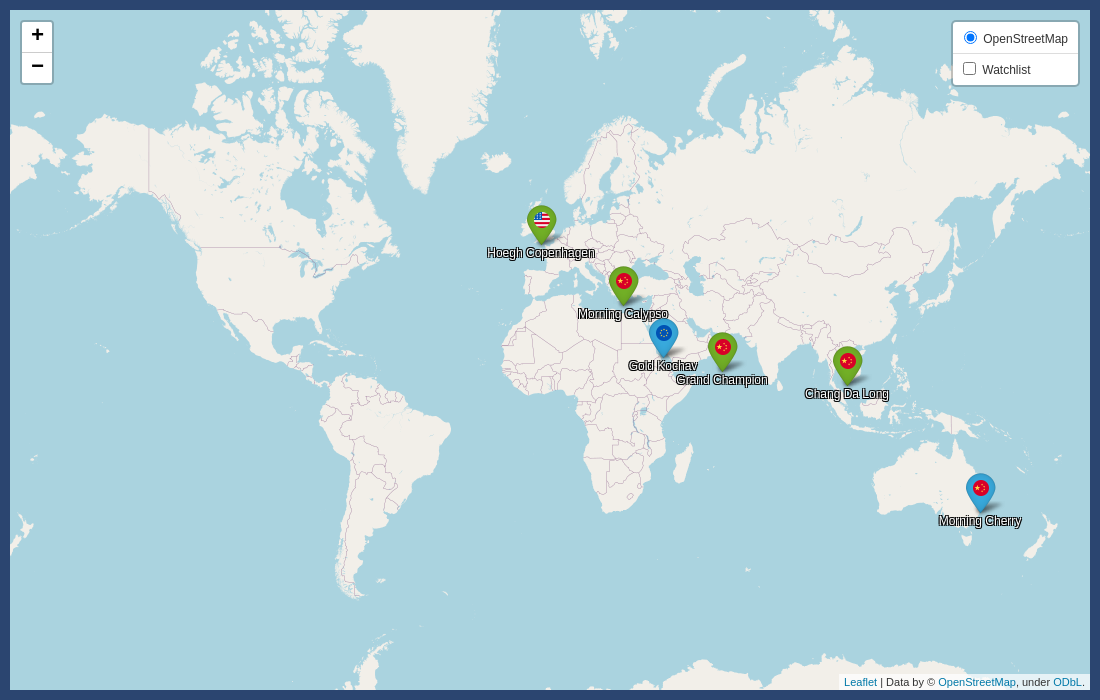 +
−
OpenStreetMap
Watchlist
Hoegh Copenhagen
Morning Calypso
Gold Kochav
Grand Champion
Chang Da Long
Morning Cherry
Leaflet | Data by © OpenStreetMap, under ODbL.